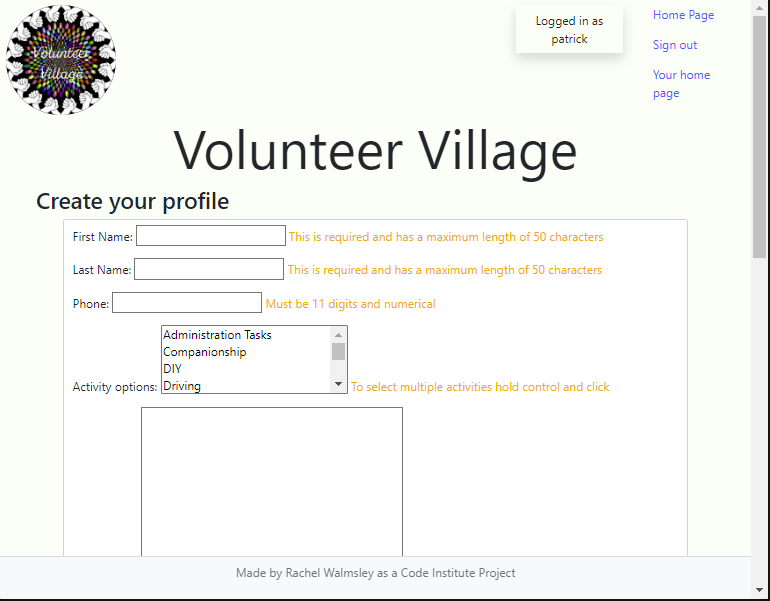 Volunteer
Village
Logged in as
patrick
Home Page
Sign out
Your home
page
Volunteer Village
Create your profile
First Name: This is required and has a maximum length of 50 characters
Last Name: This is required and has a maximum length of 50 characters
Phone: Must be 11 digits and numerical
Administration Tasks
Companionship
DIY
Driving
Activity options: To select multiple activities hold control and click
Made by Rachel Walmsley as a Code Institute Project